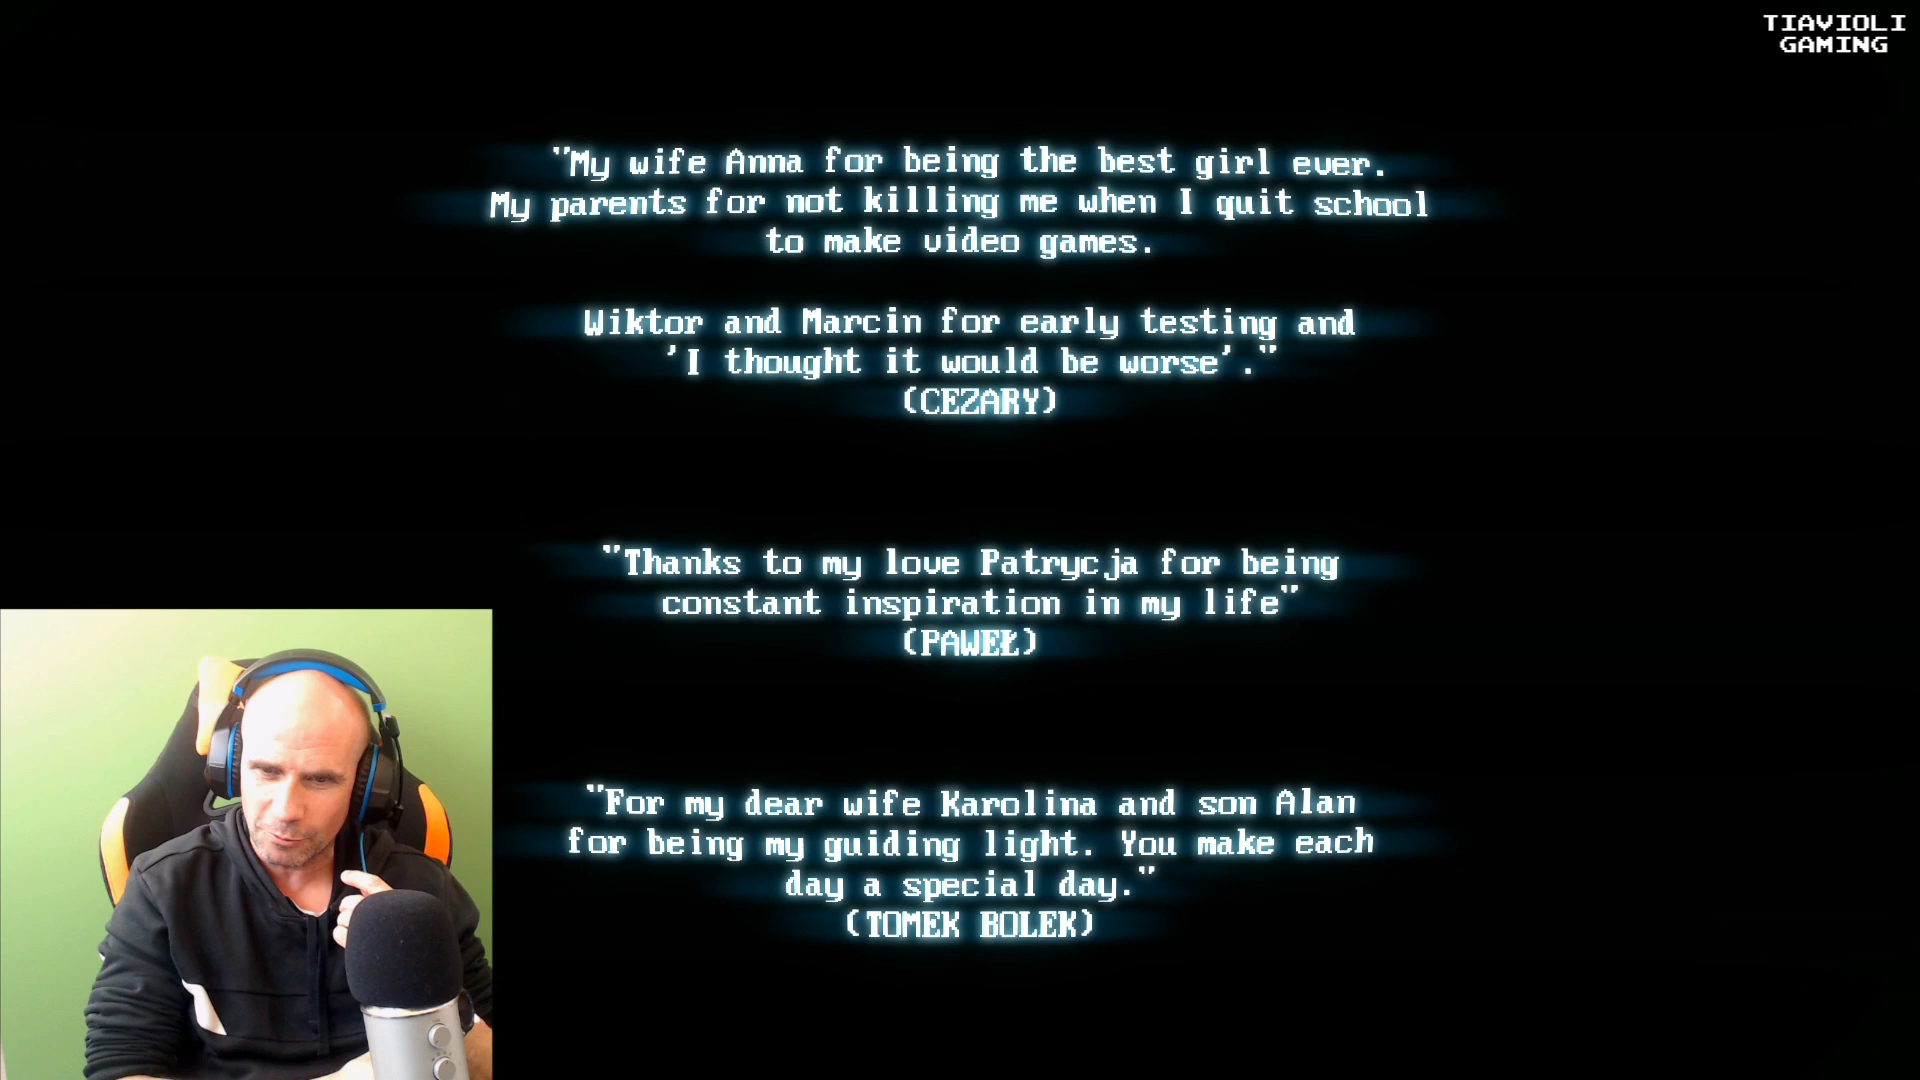 TIAVIOLI
GAMING
"My wife Anna for being the best girl ever.
My parents for not killing me when I quit school
to make video games.
Wiktor and Marcin for early testing and
'I thought it would be worse'."
(CEZARY)
"Thanks to my love Patrycja for being
constant inspiration in my life"
(PAWEŁ)
"For my dear wife Karolina and son Alan
for being my guiding light. You make each
day a special day."
(TOMEK BOLEK)